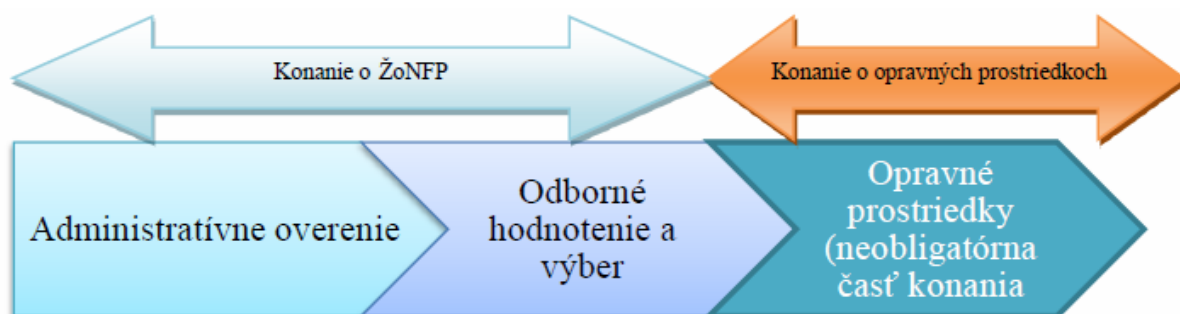 Konanie o ŽoNFP
Konanie o opravných prostriedkoch
Administratívne overenie
Odborné
hodnotenie a
výber
Opravné
prostriedky
(neobligatórna
časť konania